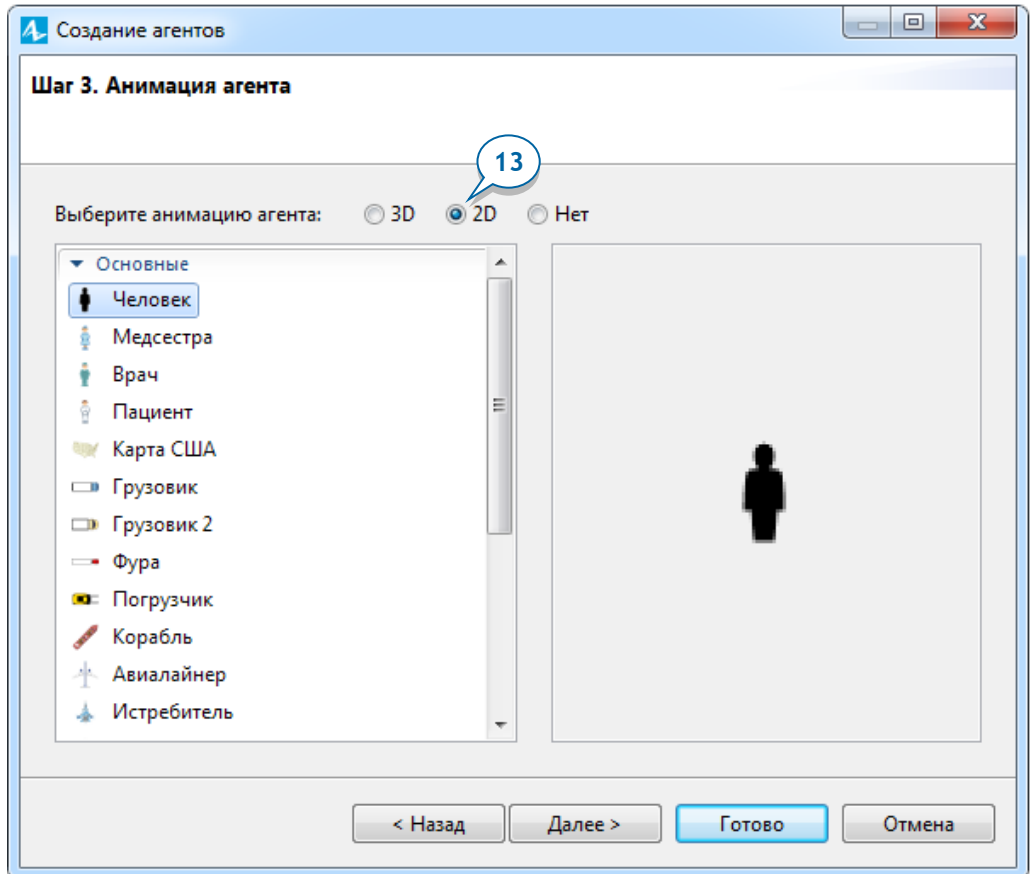 Создание агентов
Шаг 3. Анимация агента
13
Выберите анимацию агента: 3D 2D Нет
Основные
Человек
Медсестра
Врач
Пациент
Карта США
Грузовик
Грузовик 2
Фура
Погрузчик
Корабль
Авиалайнер
Истребитель
< Назад Далее > Готово Отмена